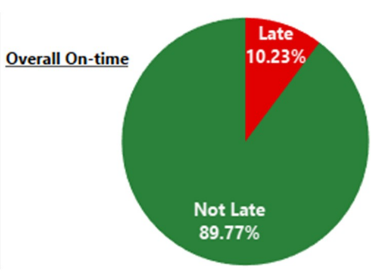 Overall On-time
Late
10.23%
Not Late
89.77%